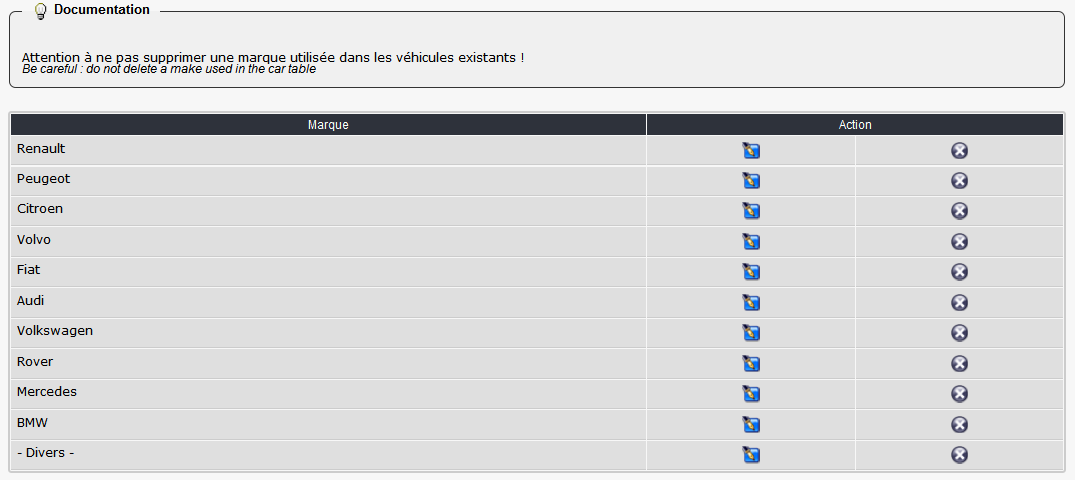 Documentation
Attention à ne pas supprimer une marque utilisée dans les véhicules existants !
Be careful : do not delete a make used in the car table
Marque Action
Renault
Peugeot
Citroen
Volvo
Fiat
Audi
Volkswagen
Rover
Mercedes
BMW
- Divers -